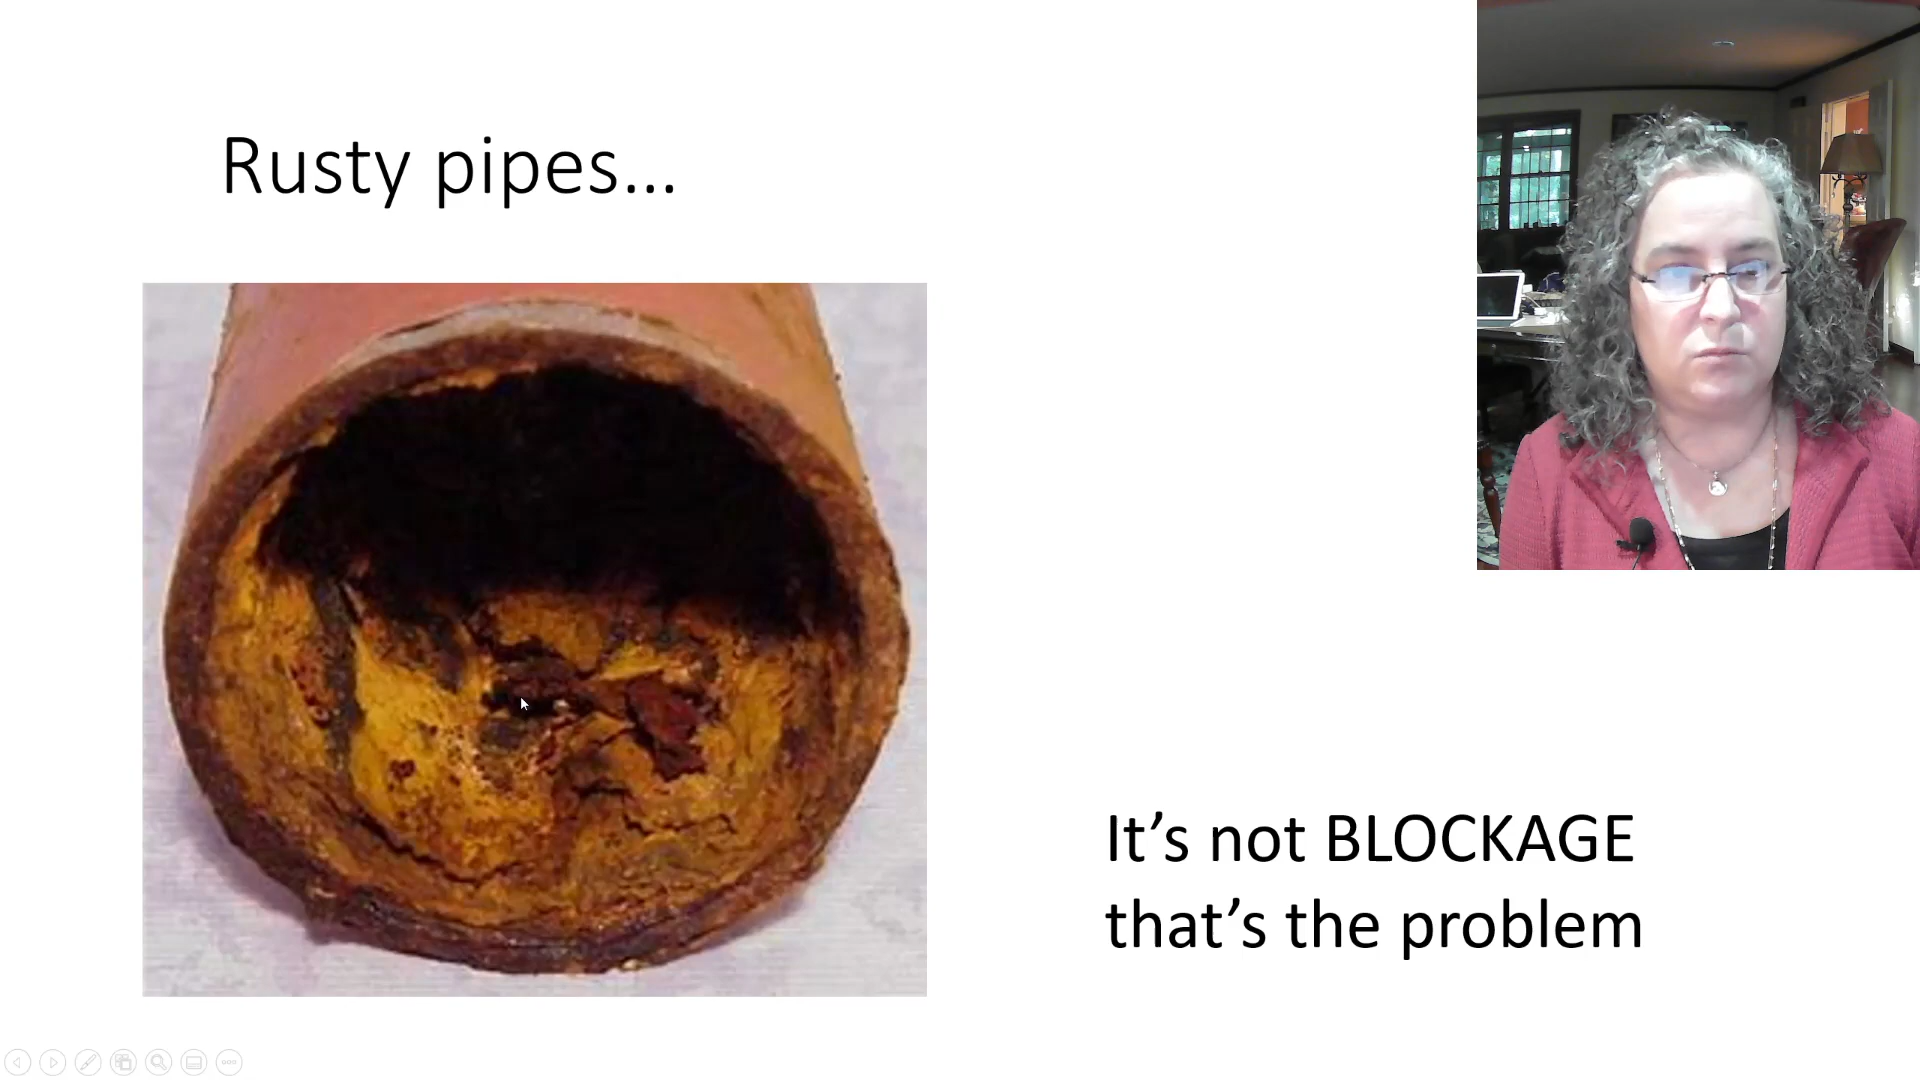 Rusty pipes...
It’s not BLOCKAGE
that’s the problem